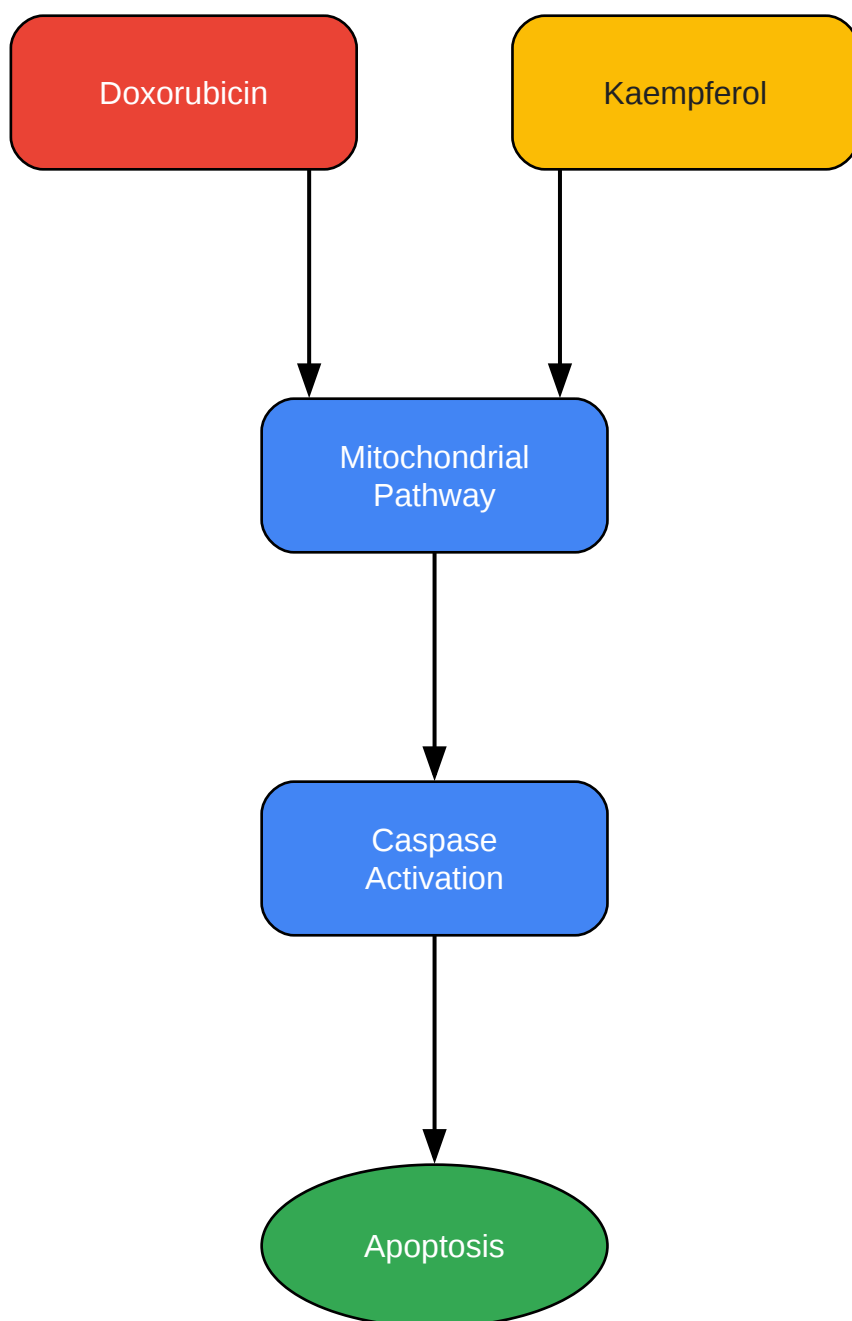 Doxorubicin
Kaempferol
Mitochondrial
Pathway
Caspase
Activation
Apoptosis